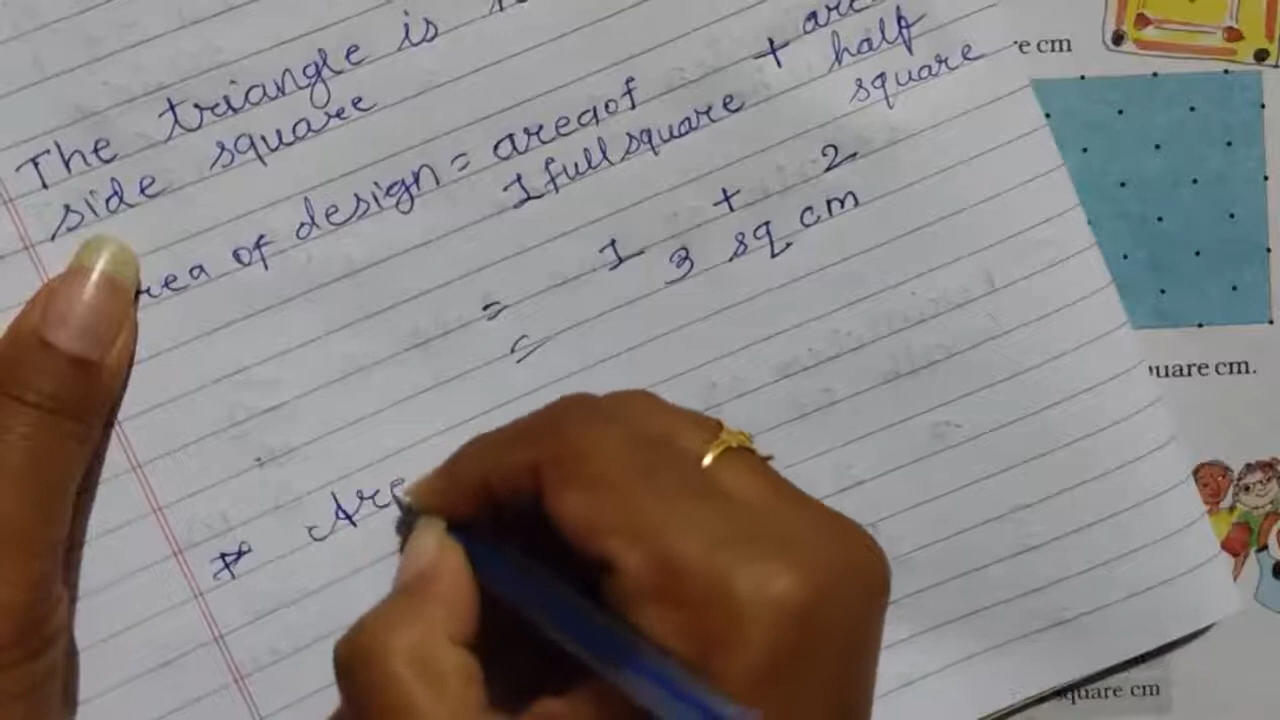 The triangle is
side square
rea of design = area of + are
1 full square half
square
= 1 + 2
= 3 sq cm
* Are
e cm
uare cm.
square cm